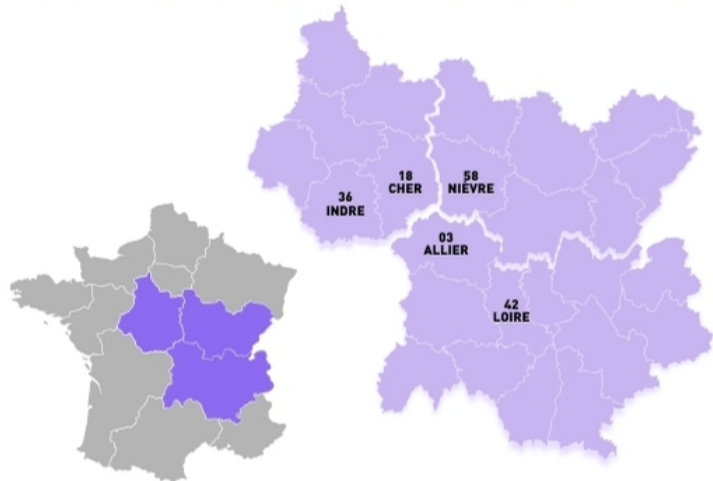 18
CHER
58
NIÈVRE
36
INDRE
03
ALLIER
42
LOIRE